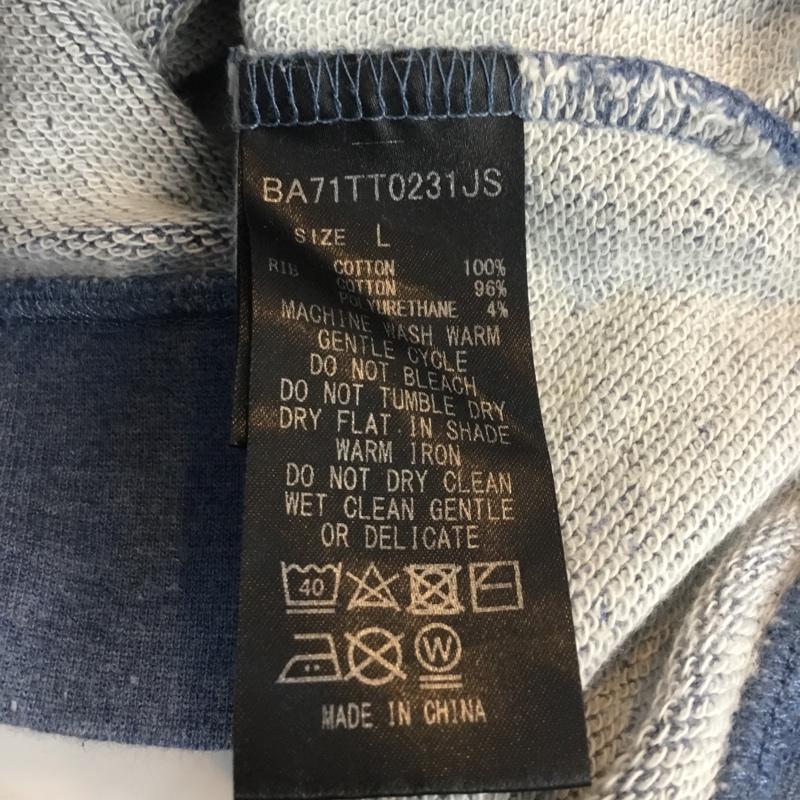 BA71TT0231JS
SIZE L
RIB COTTON 100%
COTTON 96%
POLYURETHANE 4%
MACHINE WASH WARM
GENTLE CYCLE
DO NOT BLEACH
DO NOT TUMBLE DRY
DRY FLAT IN SHADE
WARM IRON
DO NOT DRY CLEAN
WET CLEAN GENTLE
OR DELICATE
40
W
MADE IN CHINA